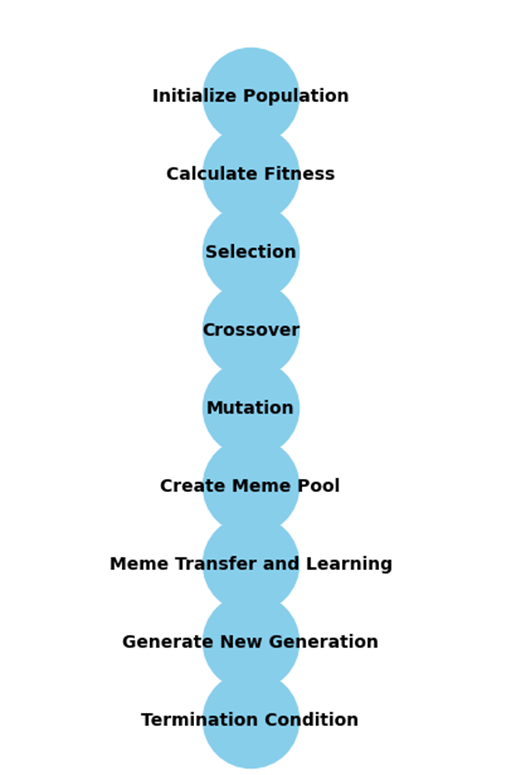 Initialize Population
Calculate Fitness
Selection
Crossover
Mutation
Create Meme Pool
Meme Transfer and Learning
Generate New Generation
Termination Condition